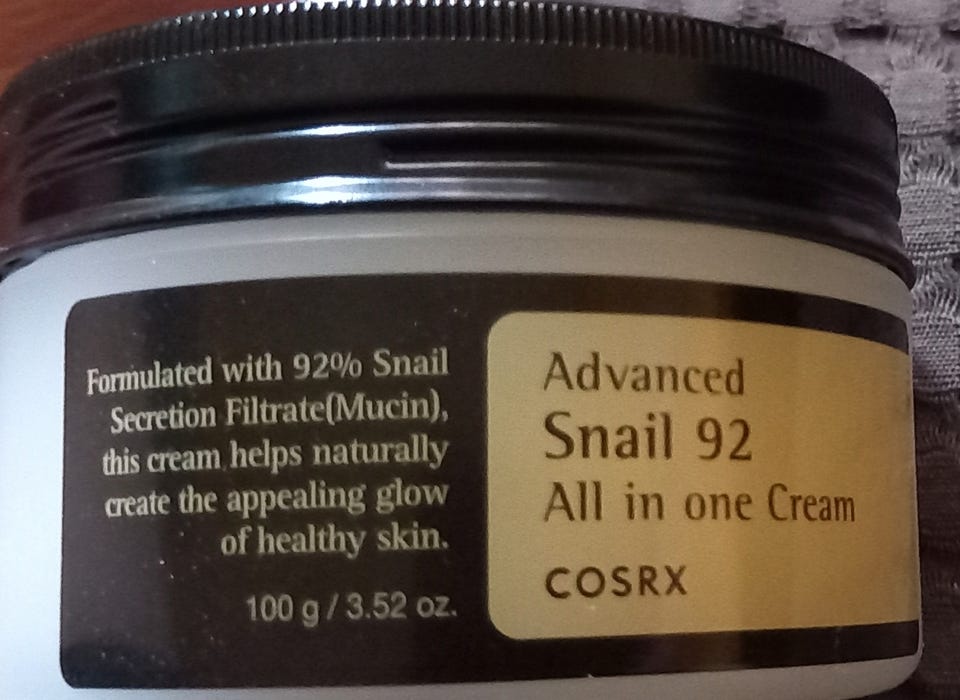 Formulated with 92% Snail
Secretion Filtrate(Mucin),
this cream helps naturally
create the appealing glow
of healthy skin.
100 g / 3.52 oz.
Advanced
Snail 92
All in one Cream
COSRX